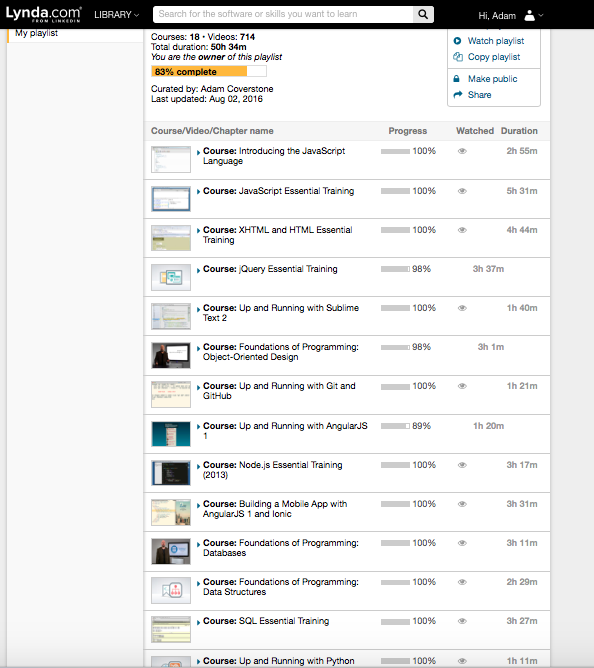 Lynda.com
FROM LINKEDIN
LIBRARY
Search for the software or skills you want to learn
Hi, Adam
My playlist
Courses: 18 • Videos: 714
Total duration: 50h 34m
You are the owner of this playlist
83% complete
Curated by: Adam Coverstone
Last updated: Aug 02, 2016
Watch playlist
Copy playlist
Make public
Share
Course/Video/Chapter name Progress Watched Duration
Course: Introducing the JavaScript 100% 2h 55m
Language
Course: JavaScript Essential Training 100% 5h 31m
Course: XHTML and HTML Essential 100% 4h 44m
Training
Course: jQuery Essential Training 98% 3h 37m
Course: Up and Running with Sublime 100% 1h 40m
Text 2
Course: Foundations of Programming: 98% 3h 1m
Object-Oriented Design
Course: Up and Running with Git and 100% 1h 21m
GitHub
Course: Up and Running with AngularJS 89% 1h 20m
1
Course: Node.js Essential Training 100% 3h 17m
(2013)
Course: Building a Mobile App with 100% 3h 31m
AngularJS 1 and Ionic
Course: Foundations of Programming: 100% 3h 11m
Databases
Course: Foundations of Programming: 100% 2h 29m
Data Structures
Course: SQL Essential Training 100% 3h 27m
Course: Up and Running with Python 100% 1h 11m